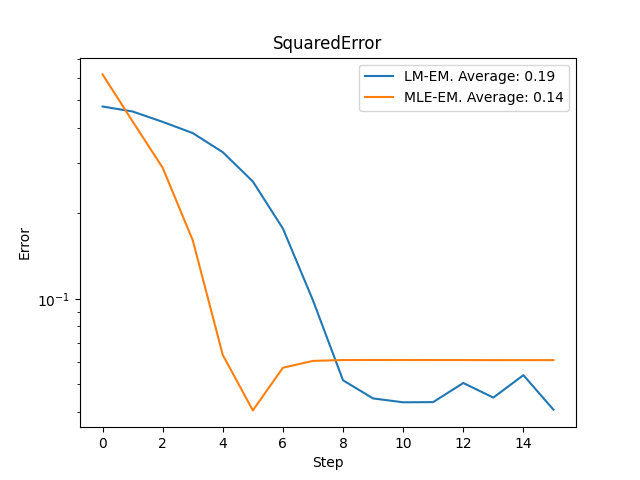 SquaredError
LM-EM. Average: 0.19
MLE-EM. Average: 0.14
Error
10⁻¹
0 2 4 6 8 10 12 14
Step